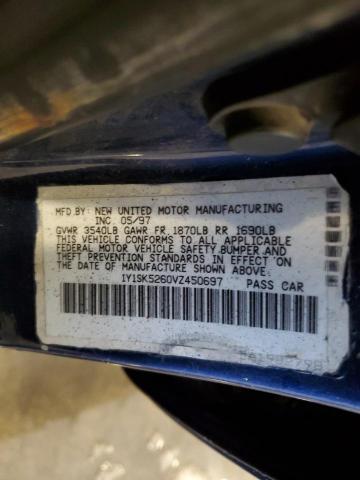 MFD.BY: NEW UNITED MOTOR MANUFACTURING
INC 05/97
GVWR 3540LB GAWR FR 1870LB RR 1690LB
THIS VEHICLE CONFORMS TO ALL APPLICABLE
FEDERAL MOTOR VEHICLE SAFETY, BUMPER, AND
THEFT PREVENTION STANDARDS IN EFFECT ON
THE DATE OF MANUFACTURE SHOWN ABOVE.
1Y1SK5260VZ450697 PASS CAR